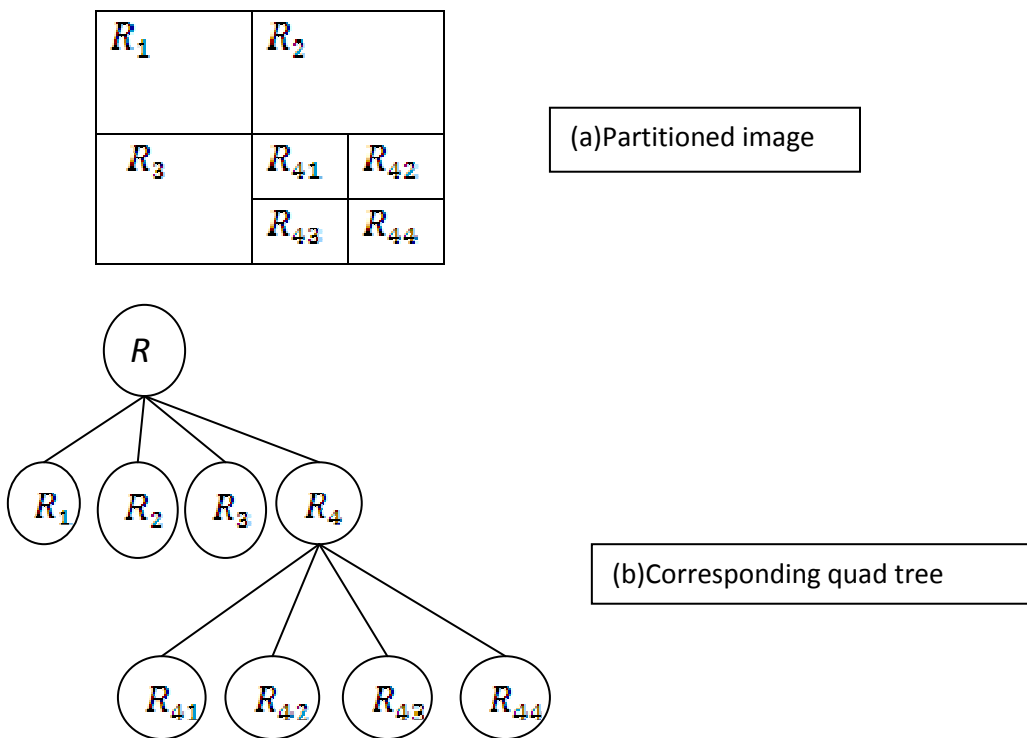 R₁ R₂
(a)Partitioned image
R₃ R₄₁ R₄₂
R₄₃ R₄₄
R
R₁ R₂ R₃ R₄
(b)Corresponding quad tree
R₄₁ R₄₂ R₄₃ R₄₄